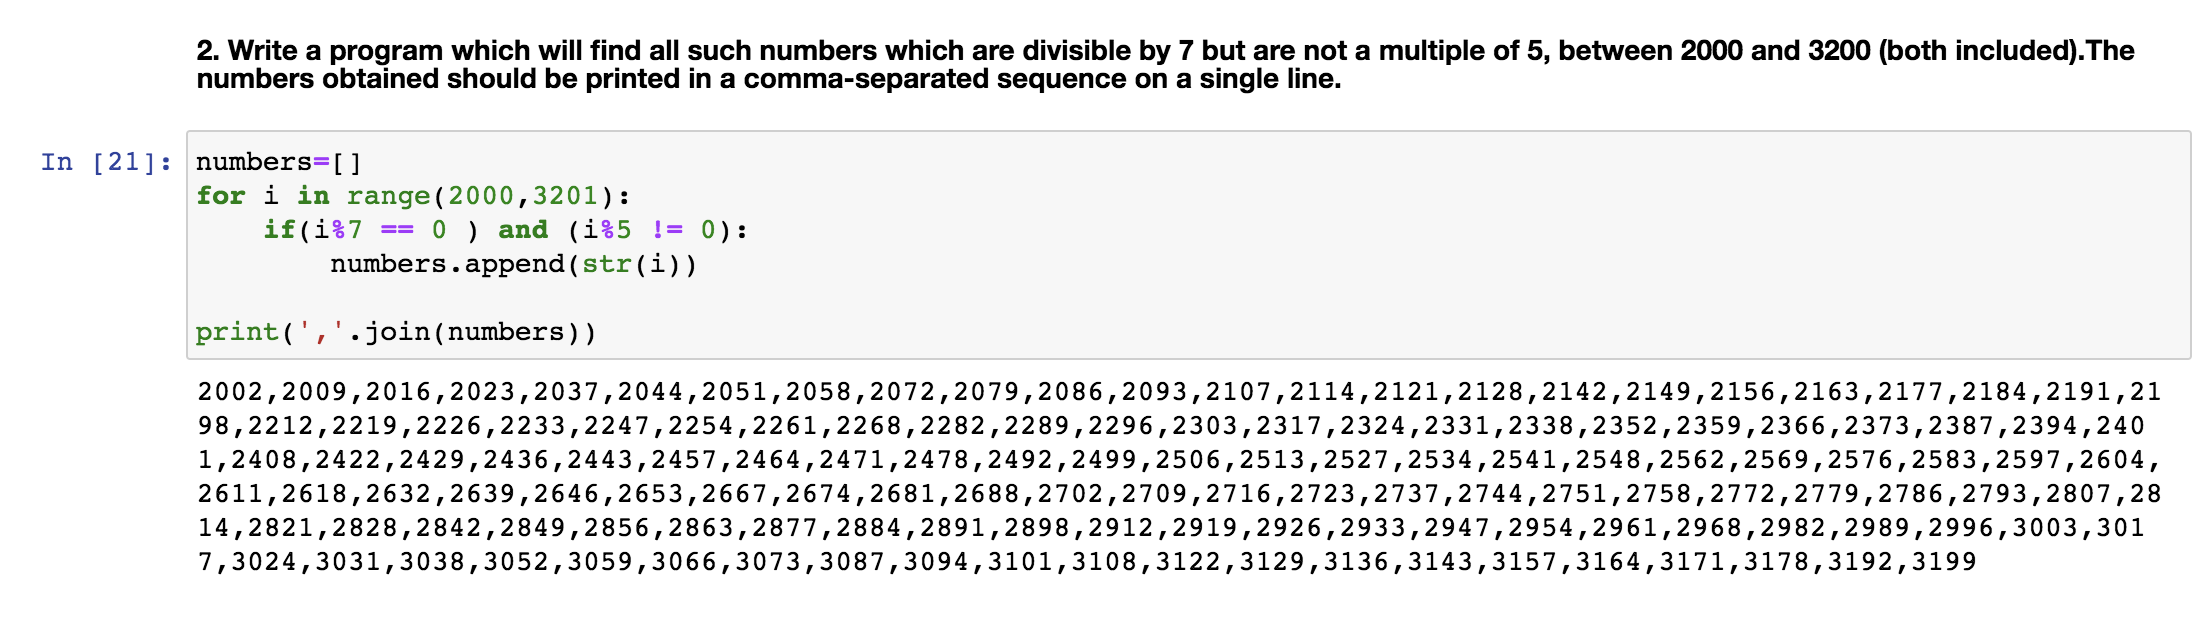 2. Write a program which will find all such numbers which are divisible by 7 but are not a multiple of 5, between 2000 and 3200 (both included).The
numbers obtained should be printed in a comma-separated sequence on a single line.
In [21]: numbers=[]
for i in range(2000,3201):
    if(i%7 == 0 ) and (i%5 != 0):
        numbers.append(str(i))
print(','.join(numbers))
2002,2009,2016,2023,2037,2044,2051,2058,2072,2079,2086,2093,2107,2114,2121,2128,2142,2149,2156,2163,2177,2184,2191,21
98,2212,2219,2226,2233,2247,2254,2261,2268,2282,2289,2296,2303,2317,2324,2331,2338,2352,2359,2366,2373,2387,2394,240
1,2408,2422,2429,2436,2443,2457,2464,2471,2478,2492,2499,2506,2513,2527,2534,2541,2548,2562,2569,2576,2583,2597,2604,
2611,2618,2632,2639,2646,2653,2667,2674,2681,2688,2702,2709,2716,2723,2737,2744,2751,2758,2772,2779,2786,2793,2807,28
14,2821,2828,2842,2849,2856,2863,2877,2884,2891,2898,2912,2919,2926,2933,2947,2954,2961,2968,2982,2989,2996,3003,301
7,3024,3031,3038,3052,3059,3066,3073,3087,3094,3101,3108,3122,3129,3136,3143,3157,3164,3171,3178,3192,3199